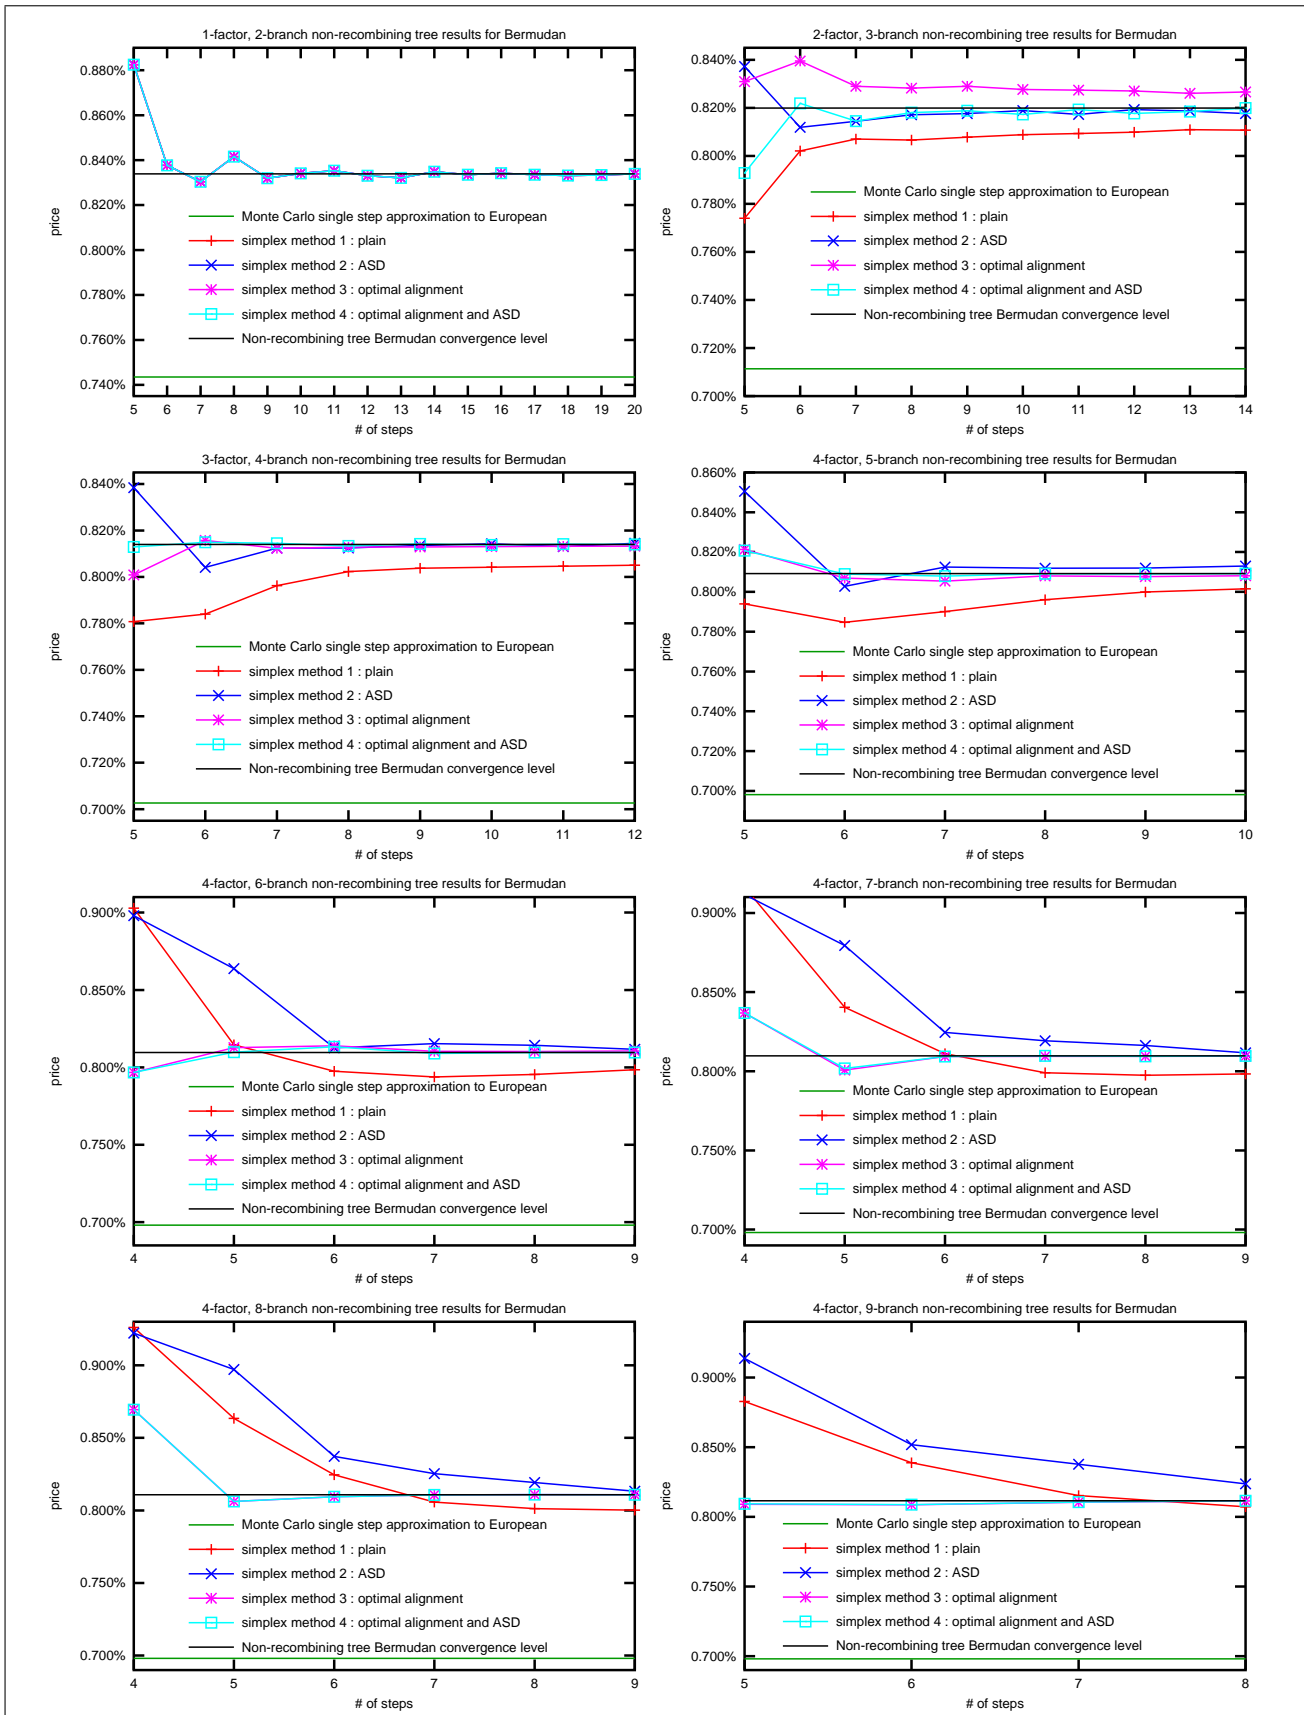 1-factor, 2-branch non-recombining tree results for Bermudan
0.880%
0.860%
0.840%
0.820%
0.800%
0.780%
0.760%
0.740%
price
Monte Carlo single step approximation to European
simplex method 1 : plain
simplex method 2 : ASD
simplex method 3 : optimal alignment
simplex method 4 : optimal alignment and ASD
Non-recombining tree Bermudan convergence level
5 6 7 8 9 10 11 12 13 14 15 16 17 18 19 20
# of steps
2-factor, 3-branch non-recombining tree results for Bermudan
0.840%
0.820%
0.800%
0.780%
0.760%
0.740%
0.720%
0.700%
price
Monte Carlo single step approximation to European
simplex method 1 : plain
simplex method 2 : ASD
simplex method 3 : optimal alignment
simplex method 4 : optimal alignment and ASD
Non-recombining tree Bermudan convergence level
5 6 7 8 9 10 11 12 13 14
# of steps
3-factor, 4-branch non-recombining tree results for Bermudan
0.840%
0.820%
0.800%
0.780%
0.760%
0.740%
0.720%
0.700%
price
Monte Carlo single step approximation to European
simplex method 1 : plain
simplex method 2 : ASD
simplex method 3 : optimal alignment
simplex method 4 : optimal alignment and ASD
Non-recombining tree Bermudan convergence level
5 6 7 8 9 10 11 12
# of steps
4-factor, 5-branch non-recombining tree results for Bermudan
0.860%
0.840%
0.820%
0.800%
0.780%
0.760%
0.740%
0.720%
0.700%
price
Monte Carlo single step approximation to European
simplex method 1 : plain
simplex method 2 : ASD
simplex method 3 : optimal alignment
simplex method 4 : optimal alignment and ASD
Non-recombining tree Bermudan convergence level
5 6 7 8 9 10
# of steps
4-factor, 6-branch non-recombining tree results for Bermudan
0.900%
0.850%
0.800%
0.750%
0.700%
price
Monte Carlo single step approximation to European
simplex method 1 : plain
simplex method 2 : ASD
simplex method 3 : optimal alignment
simplex method 4 : optimal alignment and ASD
Non-recombining tree Bermudan convergence level
4 5 6 7 8 9
# of steps
4-factor, 7-branch non-recombining tree results for Bermudan
0.900%
0.850%
0.800%
0.750%
0.700%
price
Monte Carlo single step approximation to European
simplex method 1 : plain
simplex method 2 : ASD
simplex method 3 : optimal alignment
simplex method 4 : optimal alignment and ASD
Non-recombining tree Bermudan convergence level
4 5 6 7 8 9
# of steps
4-factor, 8-branch non-recombining tree results for Bermudan
0.900%
0.850%
0.800%
0.750%
0.700%
price
Monte Carlo single step approximation to European
simplex method 1 : plain
simplex method 2 : ASD
simplex method 3 : optimal alignment
simplex method 4 : optimal alignment and ASD
Non-recombining tree Bermudan convergence level
4 5 6 7 8 9
# of steps
4-factor, 9-branch non-recombining tree results for Bermudan
0.900%
0.850%
0.800%
0.750%
0.700%
price
Monte Carlo single step approximation to European
simplex method 1 : plain
simplex method 2 : ASD
simplex method 3 : optimal alignment
simplex method 4 : optimal alignment and ASD
Non-recombining tree Bermudan convergence level
5 6 7 8
# of steps